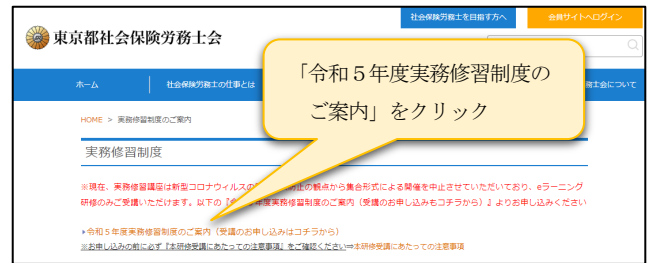 社会保険労務士を目指す方へ
会員サイトへログイン
東京都社会保険労務士会
ホーム
社会保険労務士の仕事とは
務士会について
「令和５年度実務修習制度の
ご案内」をクリック
HOME > 実務修習制度のご案内
実務修習制度
※現在、実務修習講座は新型コロナウィルスの 止の観点から集合形式による開催を中止させていただいており、eラーニング
研修のみご受講いただけます。以下の『 年度実務修習制度のご案内（受講のお申し込みもコチラから）』よりお申し込みください
令和５年度実務修習制度のご案内（受講のお申し込みはコチラから）
※お申し込みの前に必ず『本研修受講にあたっての注意事項』をご確認ください⇒本研修受講にあたっての注意事項